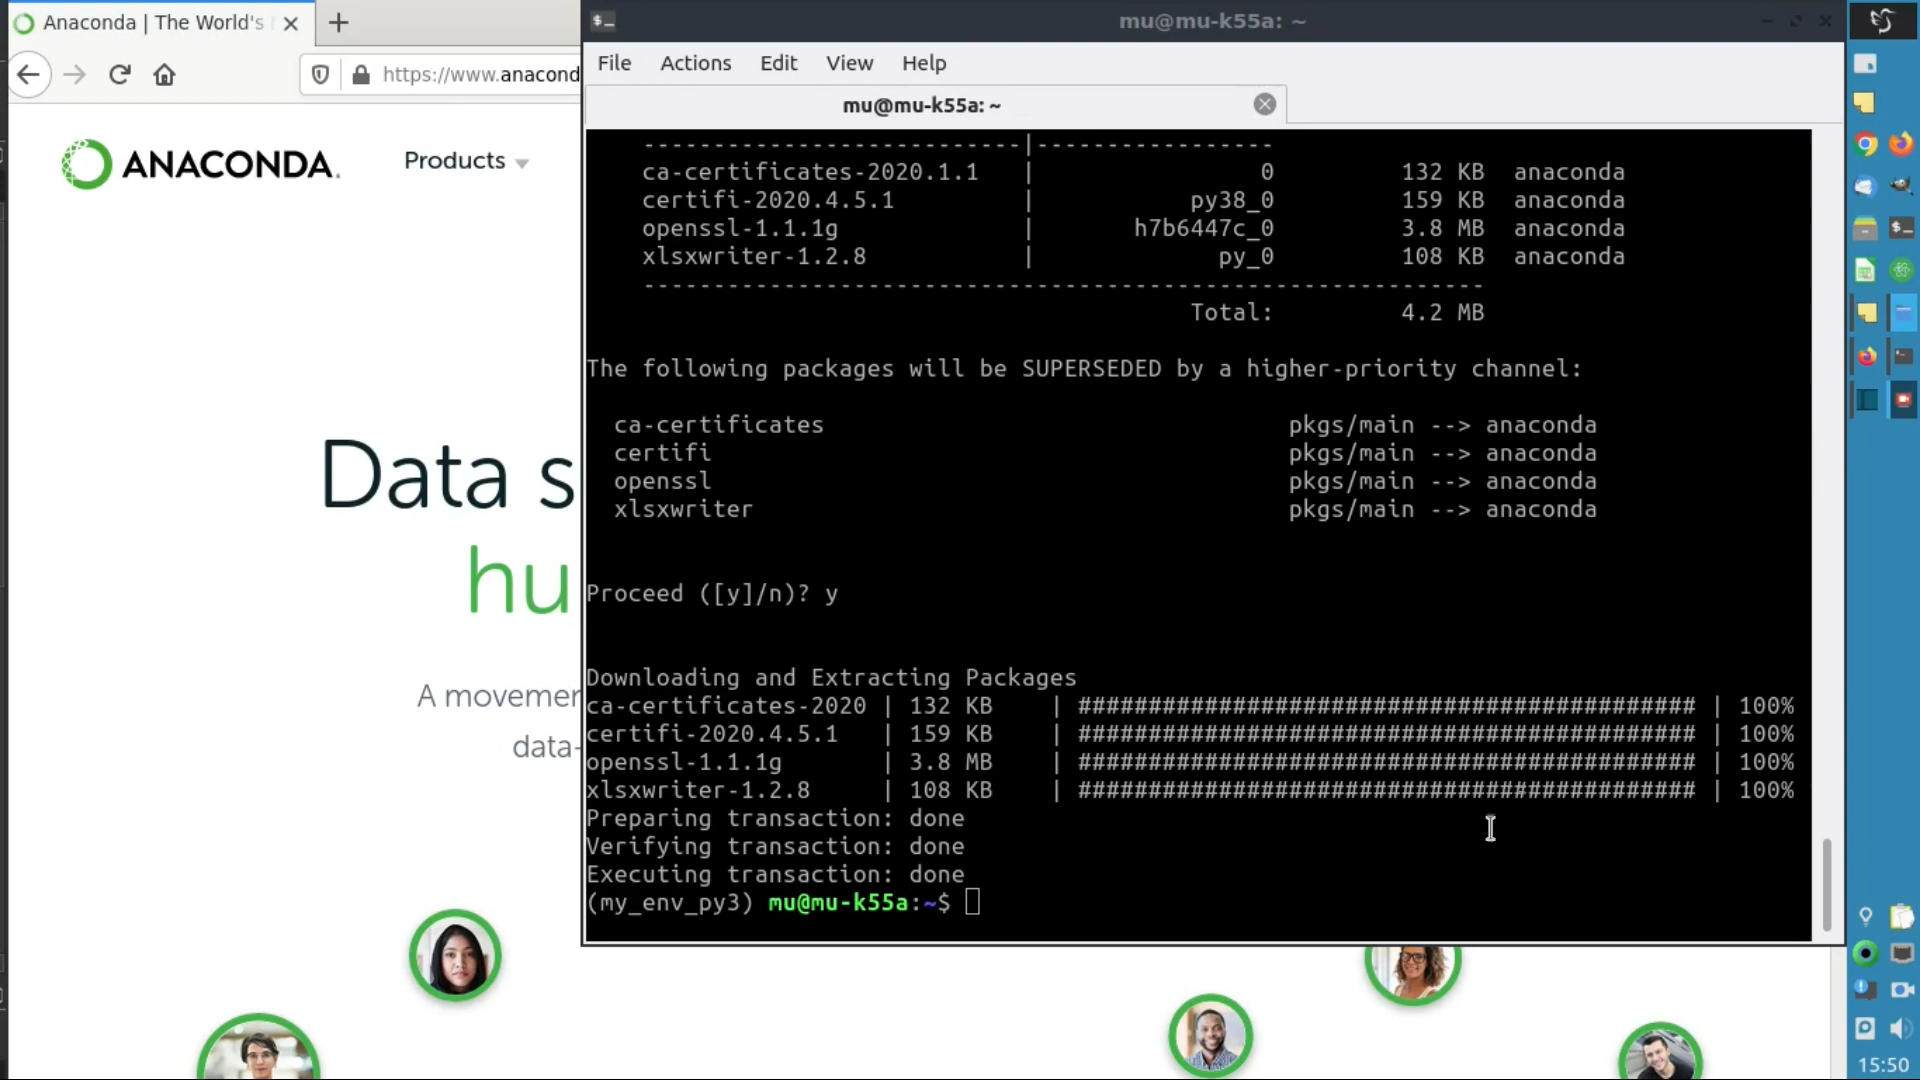 Anaconda | The World's
https://www.anacond
ANACONDA.
Products
Data s
hu
A movemen
data-
mu@mu-k55a: ~
File Actions Edit View Help
mu@mu-k55a: ~
---------------------------|-----------------
ca-certificates-2020.1.1 | 0 132 KB anaconda
certifi-2020.4.5.1 | py38_0 159 KB anaconda
openssl-1.1.1g | h7b6447c_0 3.8 MB anaconda
xlsxwriter-1.2.8 | py_0 108 KB anaconda
------------------------------------------------------------
Total: 4.2 MB
The following packages will be SUPERSEDED by a higher-priority channel:
ca-certificates pkgs/main --> anaconda
certifi pkgs/main --> anaconda
openssl pkgs/main --> anaconda
xlsxwriter pkgs/main --> anaconda
Proceed ([y]/n)? y
Downloading and Extracting Packages
ca-certificates-2020 | 132 KB | ############################################ | 100%
certifi-2020.4.5.1 | 159 KB | ############################################ | 100%
openssl-1.1.1g | 3.8 MB | ############################################ | 100%
xlsxwriter-1.2.8 | 108 KB | ############################################ | 100%
Preparing transaction: done
Verifying transaction: done
Executing transaction: done
(my_env_py3) mu@mu-k55a:~$
15:50